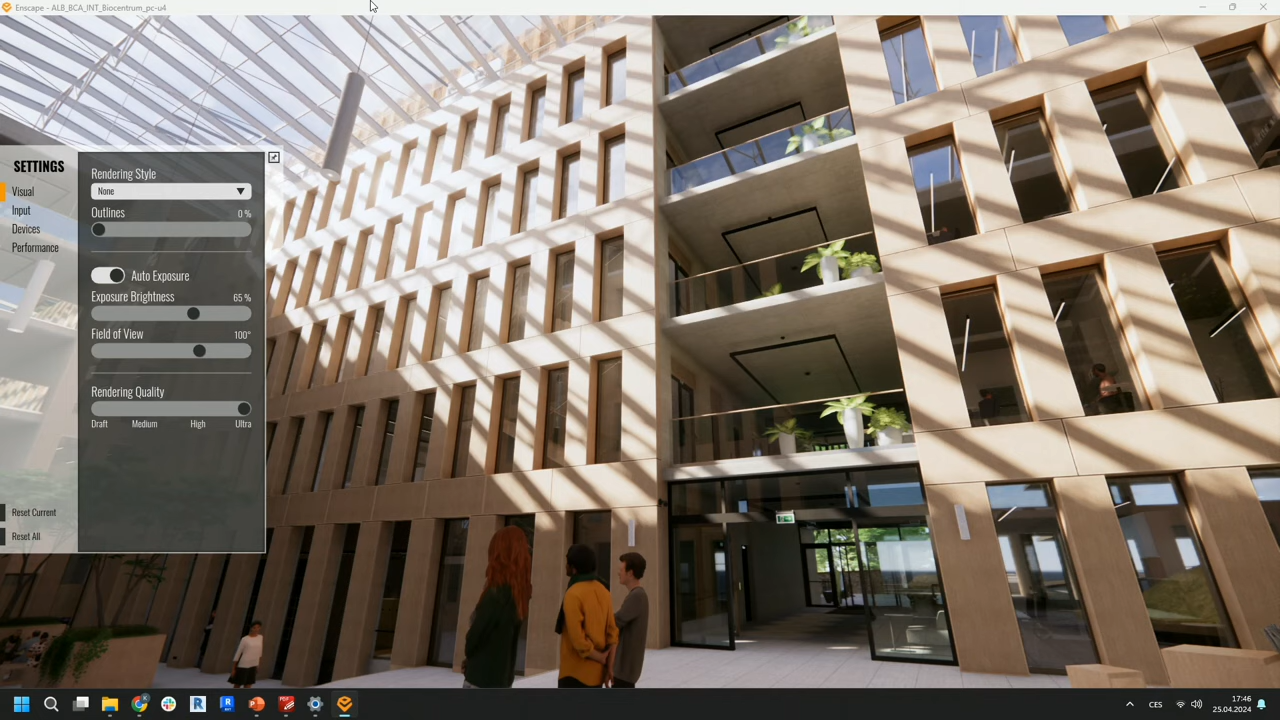 Enscape - ALB_BCA_INT_Biocentrum_pc-u4
SETTINGS
Visual
Input
Devices
Performance
Reset Current
Reset All
Rendering Style
None
Outlines
0 %
Auto Exposure
Exposure Brightness
65 %
Field of View
100°
Rendering Quality
Draft
Medium
High
Ultra
CES
17:46
25.04.2024